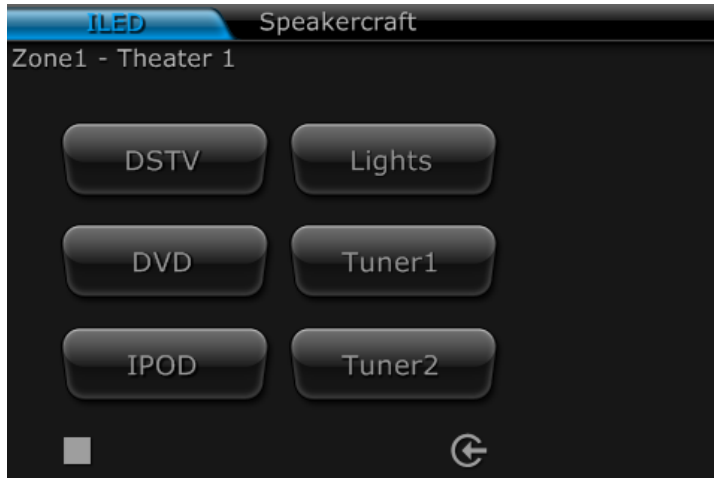 ILED Speakercraft
Zone1 - Theater 1
DSTV Lights
DVD Tuner1
IPOD Tuner2